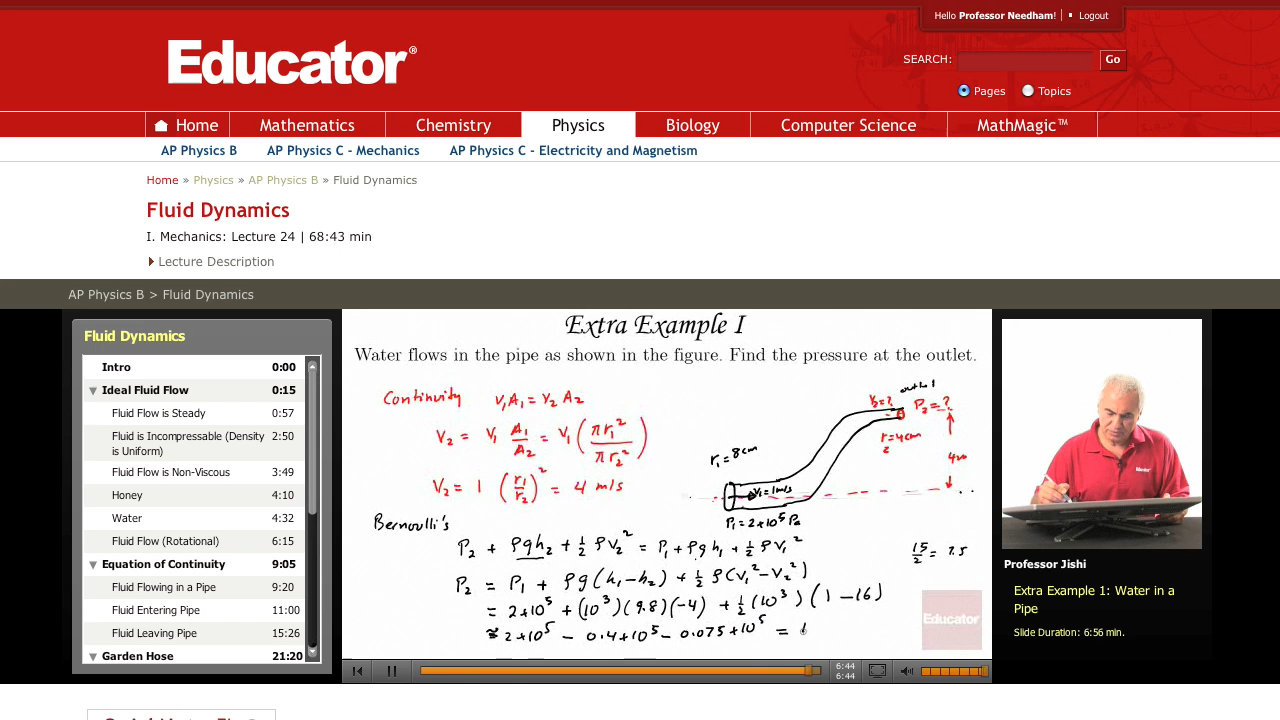 Hello Professor Needham! Logout
Educator®
SEARCH: Go
Pages Topics
Home Mathematics Chemistry Physics Biology Computer Science MathMagic™
AP Physics B AP Physics C - Mechanics AP Physics C - Electricity and Magnetism
Home » Physics » AP Physics B » Fluid Dynamics
Fluid Dynamics
I. Mechanics: Lecture 24 | 68:43 min
Lecture Description
AP Physics B > Fluid Dynamics
Fluid Dynamics
Intro 0:00
Ideal Fluid Flow 0:15
Fluid Flow is Steady 0:57
Fluid is Incompressable (Density 2:50
is Uniform)
Fluid Flow is Non-Viscous 3:49
Honey 4:10
Water 4:32
Fluid Flow (Rotational) 6:15
Equation of Continuity 9:05
Fluid Flowing in a Pipe 9:20
Fluid Entering Pipe 11:00
Fluid Leaving Pipe 15:26
Garden Hose 21:20
Extra Example I
Water flows in the pipe as shown in the figure. Find the pressure at the outlet.
Continuity v₁A₁ = v₂A₂
v₂ = v₁ A₁/A₂ = v₁ (πr₁²/πr₂²)
v₂ = 1 (r₁/r₂)² = 4 m/s
outlet
v₂=? P₂=?
r₂=4cm
4m
r₁=8cm
v₁=1m/s
P₁=2*10⁵ Pa
Bernoulli's
P₂ + ρgh₂ + ½ρv₂² = P₁ + ρgh₁ + ½ρv₁²
P₂ = P₁ + ρg(h₁-h₂) + ½ρ(v₁²-v₂²)
= 2*10⁵ + (10³)(9.8)(-4) + ½(10³)(1-16)
≈ 2*10⁵ - 0.4*10⁵ - 0.075*10⁵ =
15/2 = 7.5
Educator
6:44
6:44
Professor Jishi
Extra Example 1: Water in a
Pipe
Slide Duration: 6:56 min.